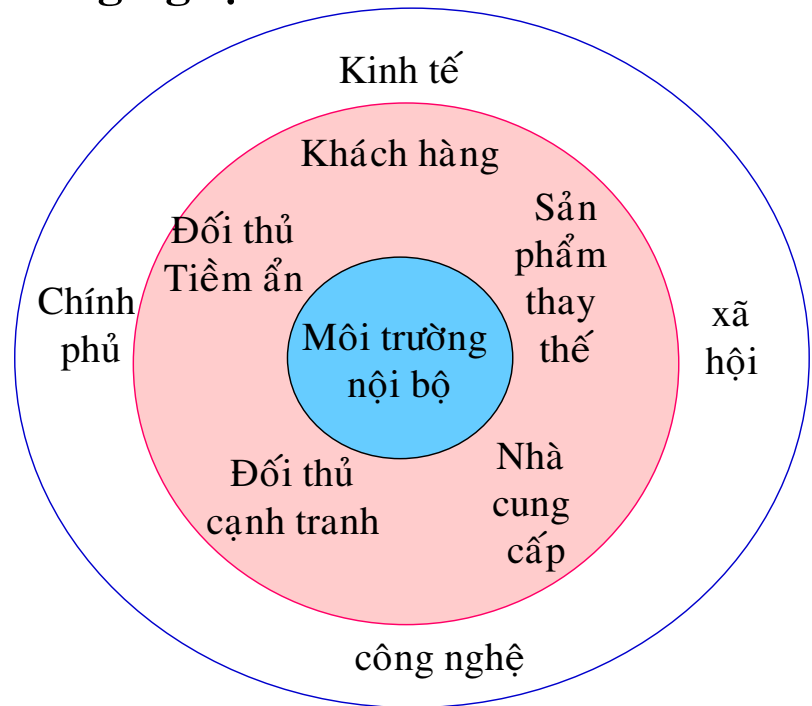 Kinh tế
Khách hàng
Đối thủ
Tiềm ẩn
Sản
phẩm
thay
thế
Chính
phủ
Môi trường
nội bộ
xã
hội
Đối thủ
cạnh tranh
Nhà
cung
cấp
công nghệ